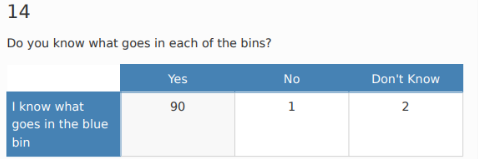 14
Do you know what goes in each of the bins?
Yes No Don't Know
I know what
goes in the blue
bin
90 1 2